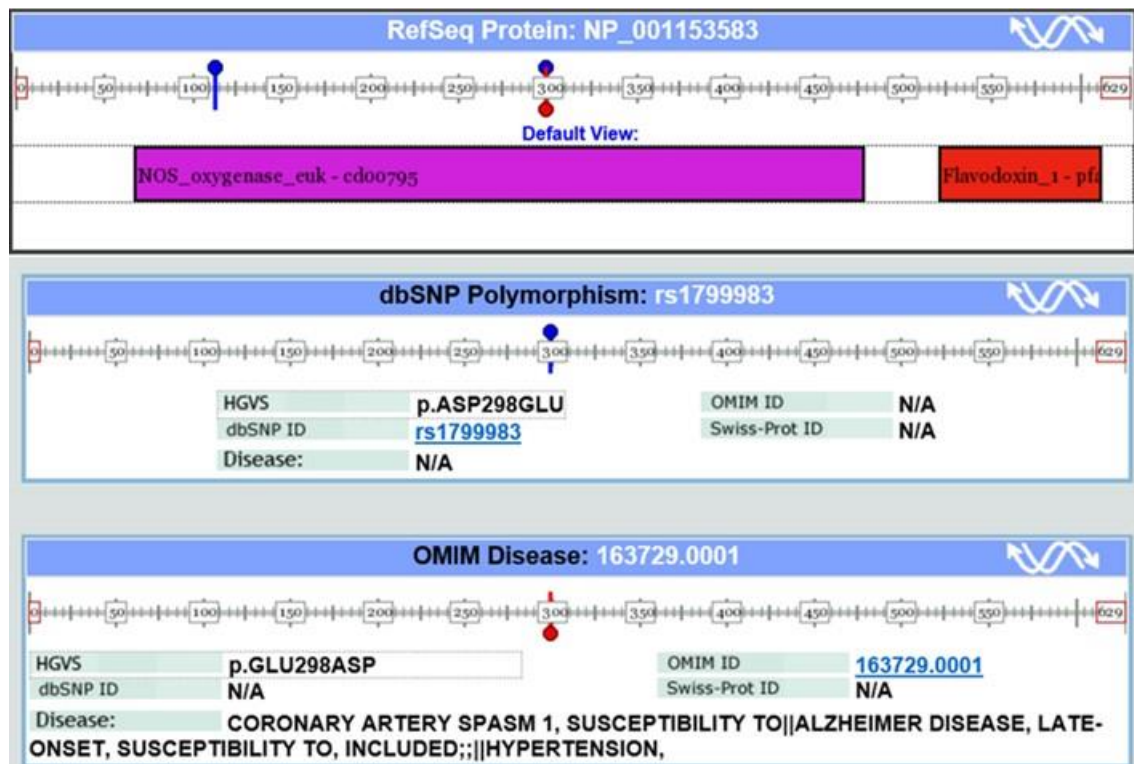 RefSeq Protein: NP_001153583
0 50 100 150 200 250 300 350 400 450 500 550 629
Default View:
NOS_oxygenase_euk - cd00795 Flavodoxin_1 - pfa
dbSNP Polymorphism: rs1799983
0 50 100 150 200 250 300 350 400 450 500 550 629
HGVS p.ASP298GLU OMIM ID N/A
dbSNP ID rs1799983 Swiss-Prot ID N/A
Disease: N/A
OMIM Disease: 163729.0001
0 50 100 150 200 250 300 350 400 450 500 550 629
HGVS p.GLU298ASP OMIM ID 163729.0001
dbSNP ID N/A Swiss-Prot ID N/A
Disease: CORONARY ARTERY SPASM 1, SUSCEPTIBILITY TO||ALZHEIMER DISEASE, LATE-
ONSET, SUSCEPTIBILITY TO, INCLUDED;;||HYPERTENSION,